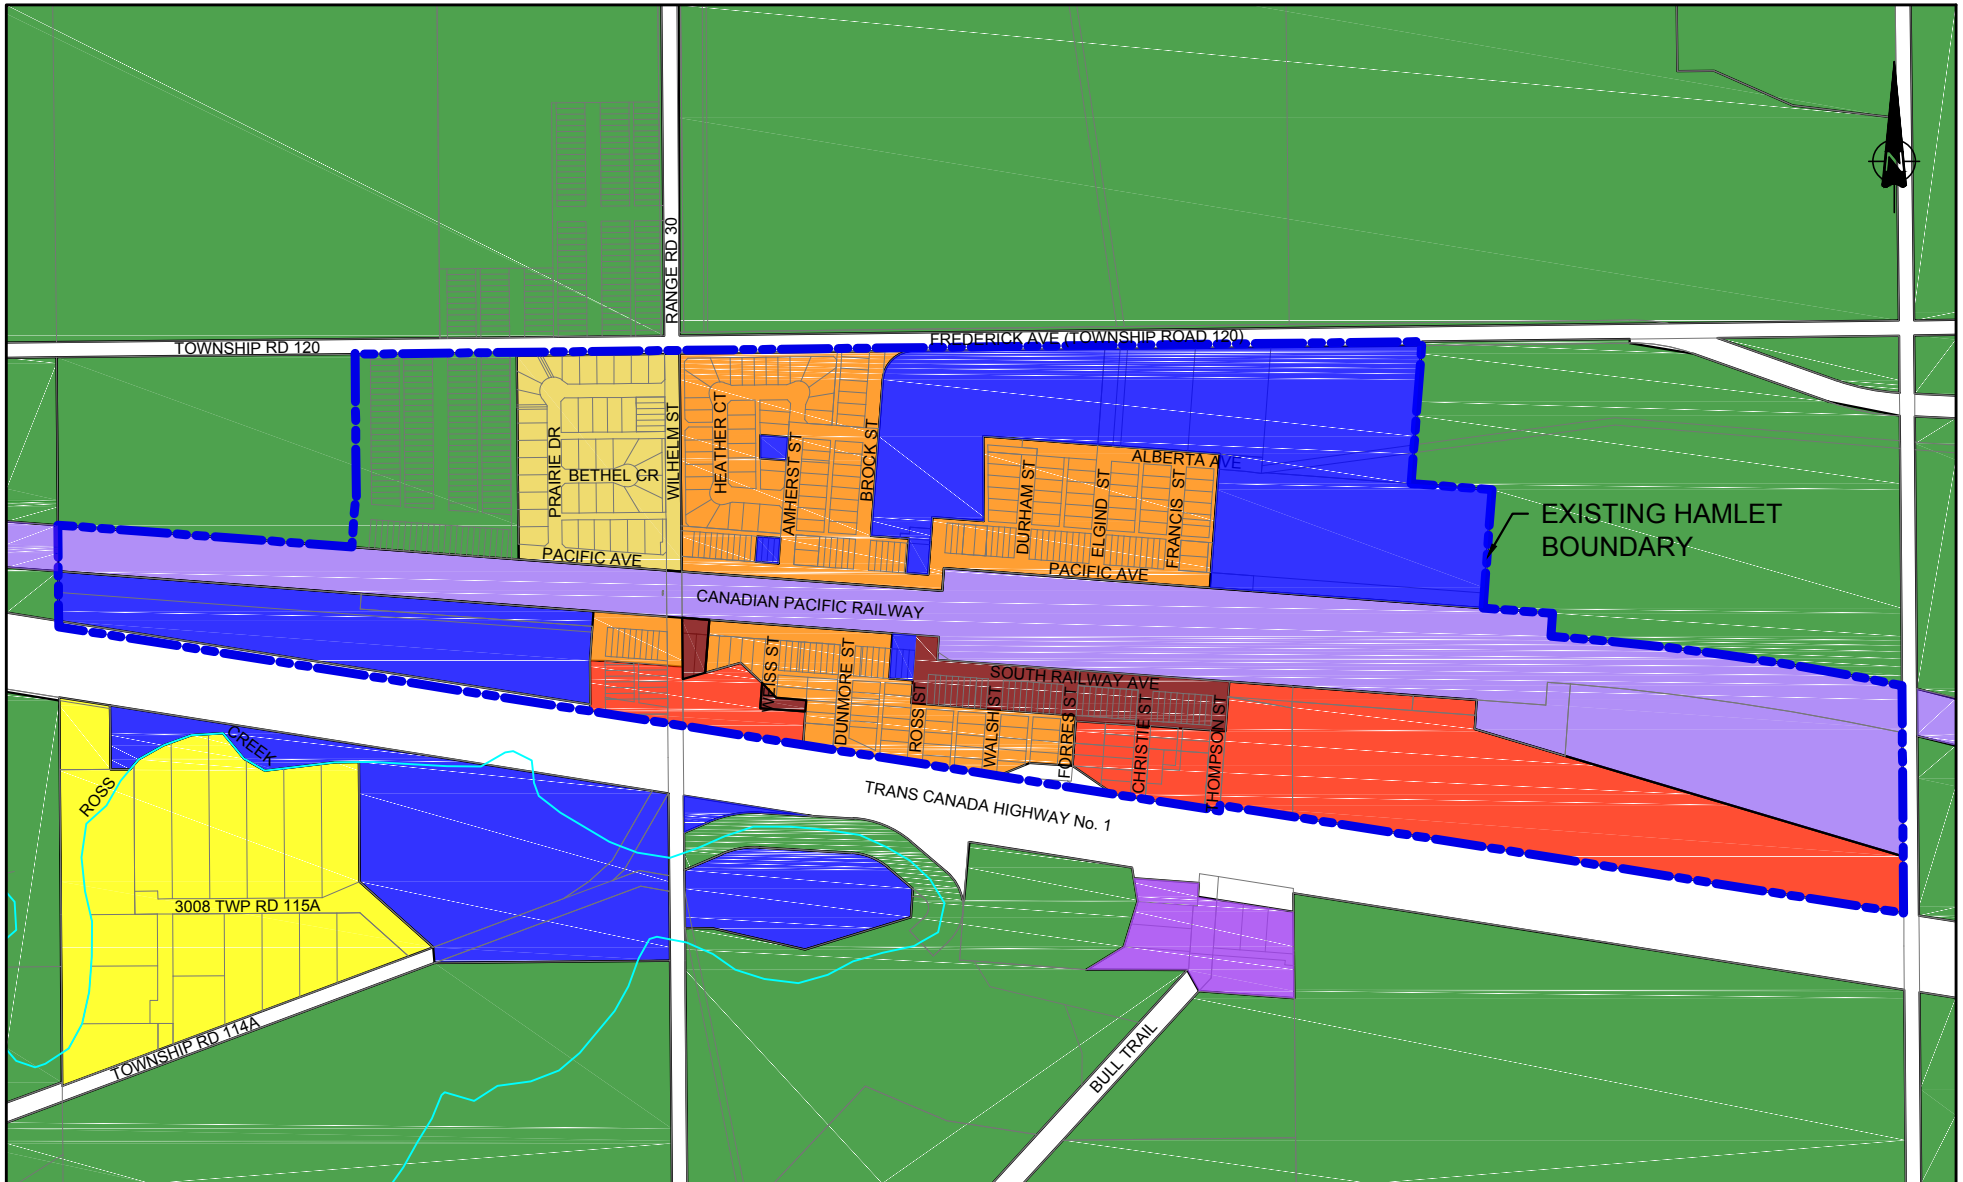 N
RANGE RD 30
TOWNSHIP RD 120
FREDERICK AVE (TOWNSHIP ROAD 120)
PRAIRIE DR
BETHEL CR
WILHELM ST
HEATHER CT
AMHERST ST
BROCK ST
ALBERTA AVE
DURHAM ST
ELGIND ST
FRANCIS ST
EXISTING HAMLET
BOUNDARY
PACIFIC AVE
PACIFIC AVE
CANADIAN PACIFIC RAILWAY
WEISS ST
DUNMORE ST
SOUTH RAILWAY AVE
ROSS ST
WALSH ST
FORRES ST
CHRISTIE ST
THOMPSON ST
TRANS CANADA HIGHWAY No. 1
ROSS
CREEK
3008 TWP RD 115A
TOWNSHIP RD 114A
BULL TRAIL